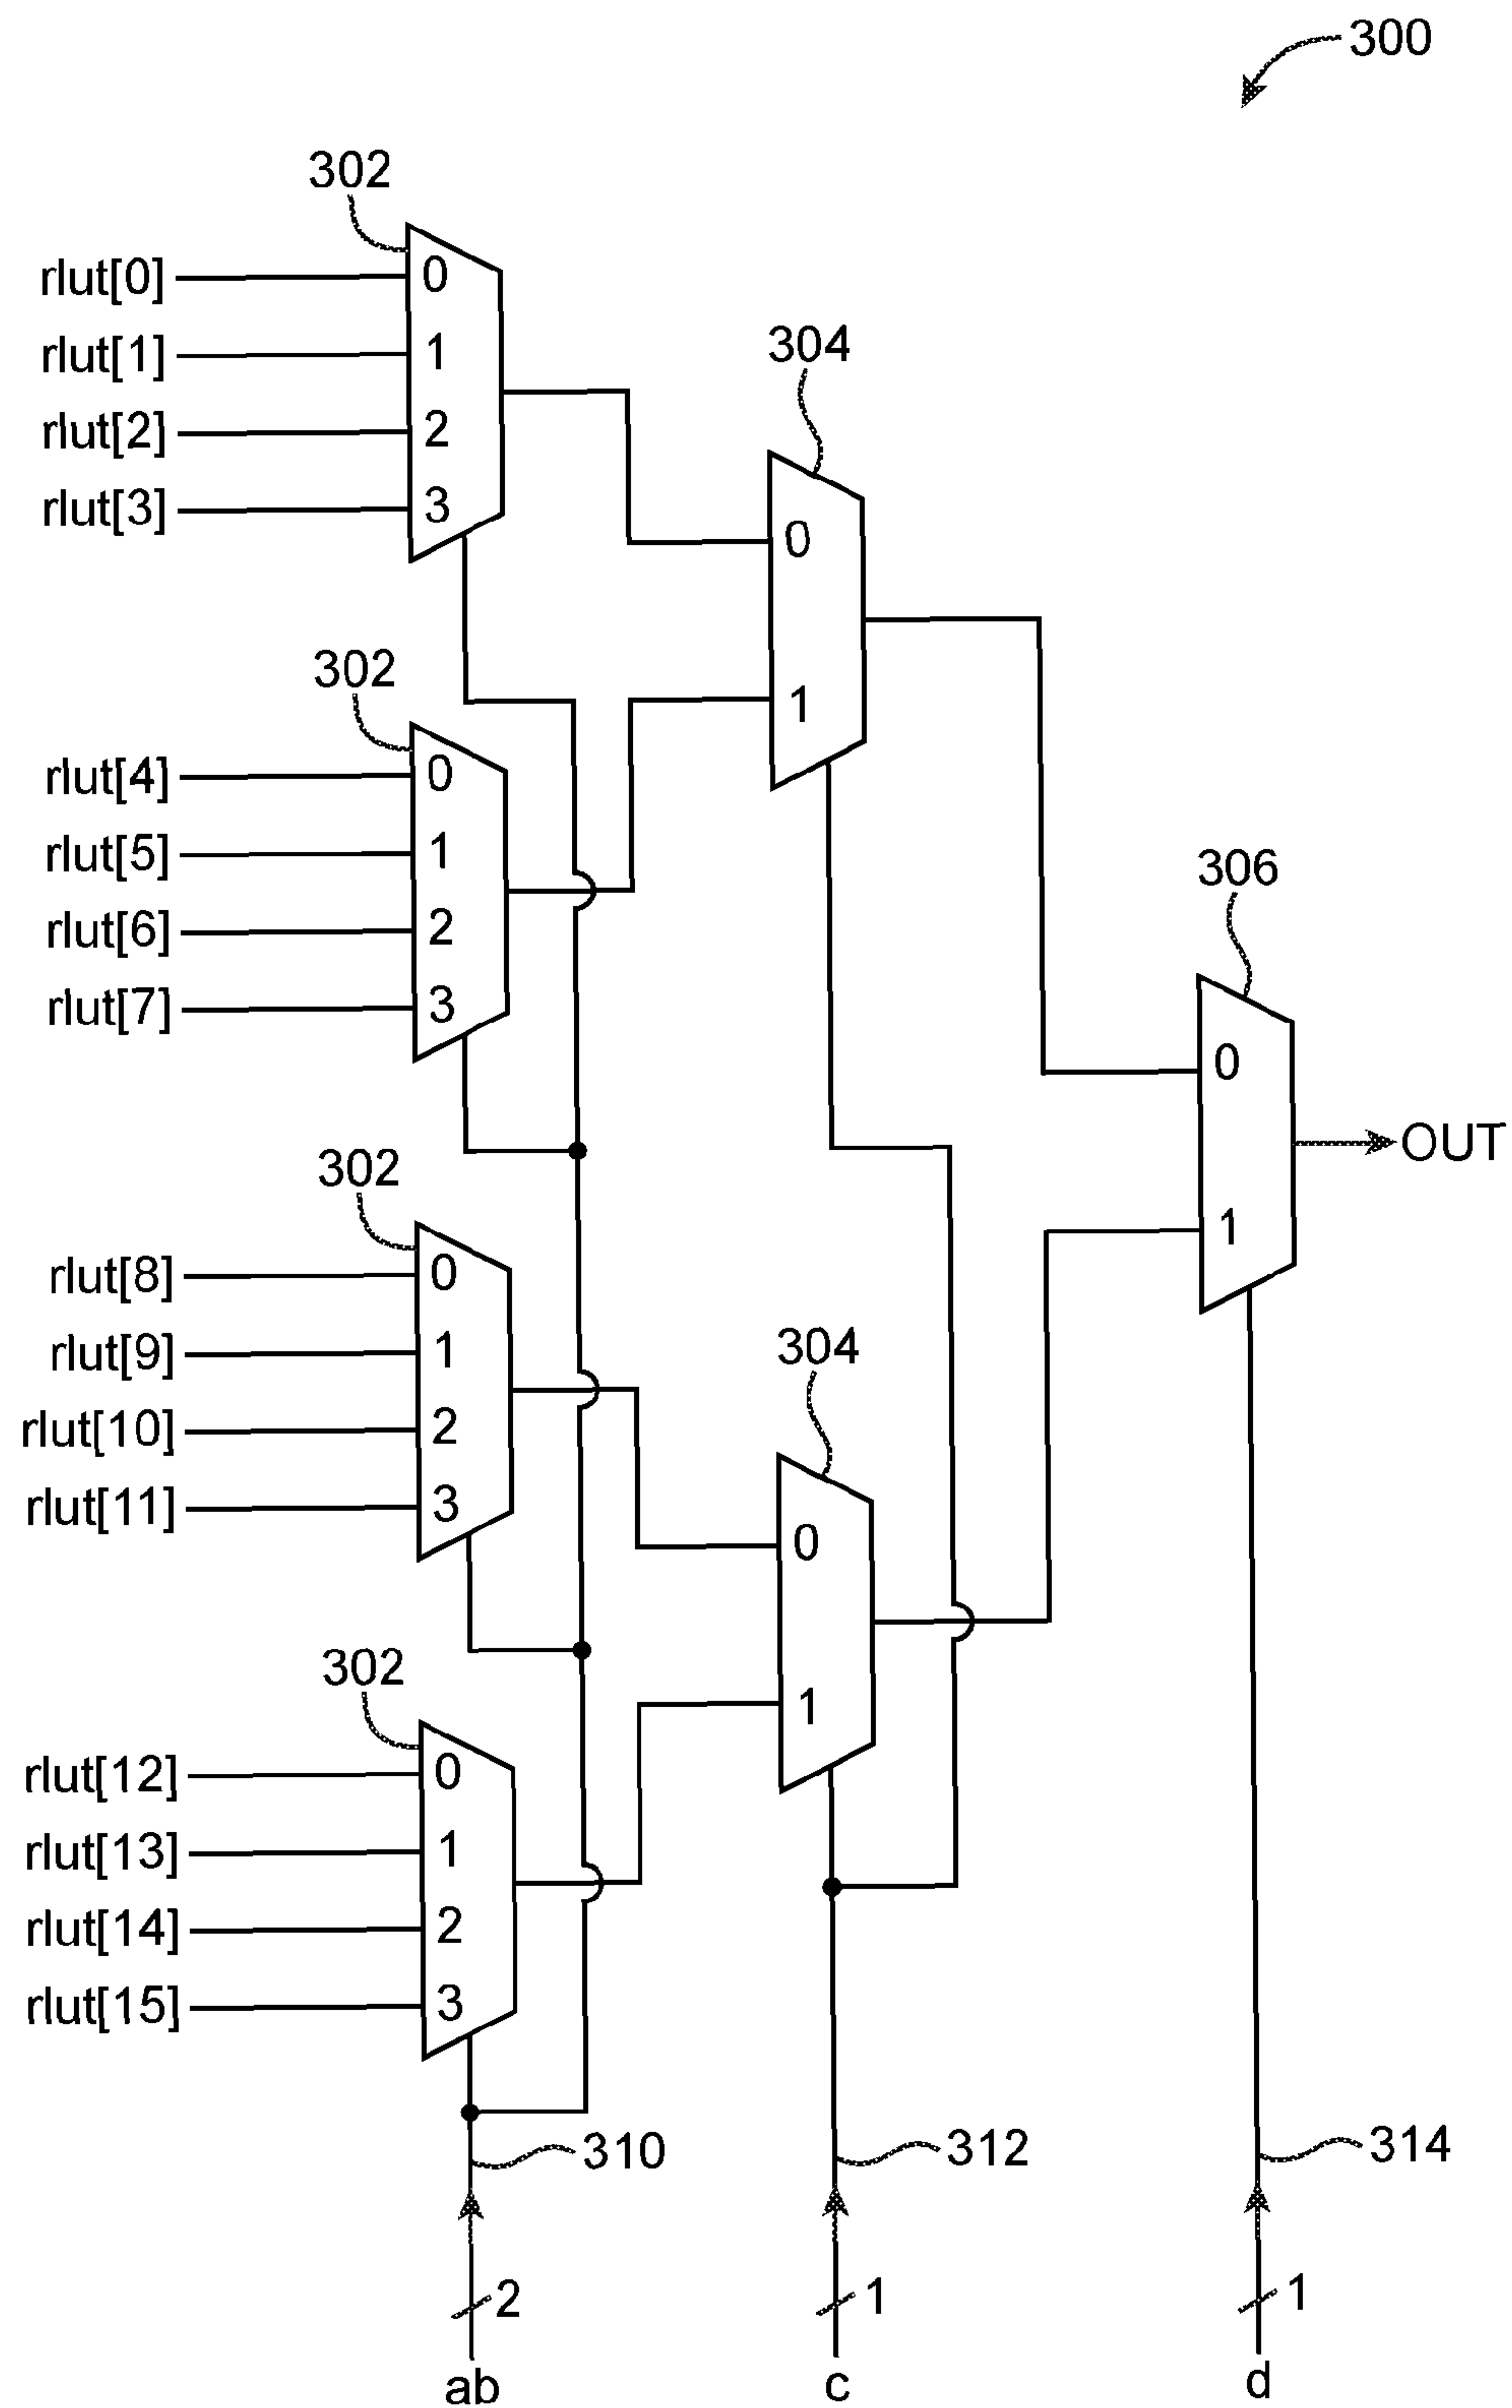 300
302
rlut[0]
0
rlut[1]
1
rlut[2]
2
rlut[3]
3
304
0
1
302
rlut[4]
0
rlut[5]
1
rlut[6]
2
rlut[7]
3
306
0
1
OUT
302
rlut[8]
0
rlut[9]
1
rlut[10]
2
rlut[11]
3
304
0
1
302
rlut[12]
0
rlut[13]
1
rlut[14]
2
rlut[15]
3
310
312
314
2
1
1
ab
c
d